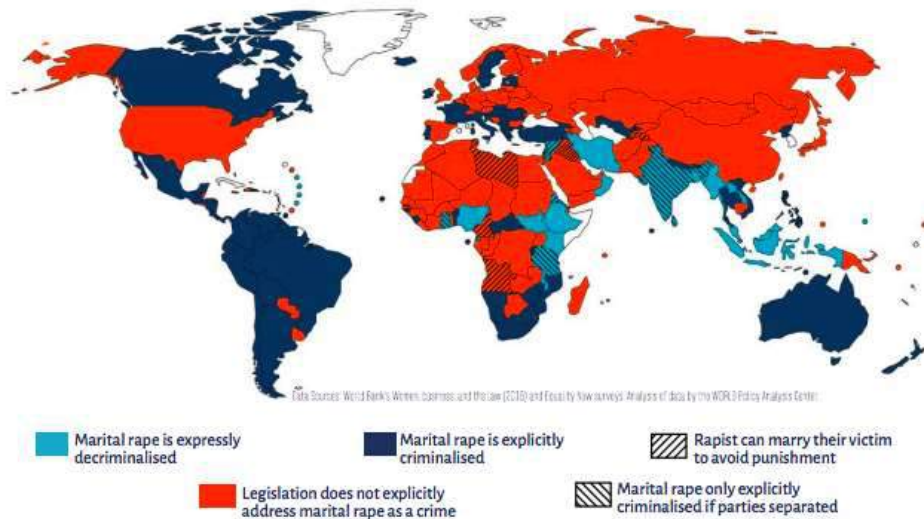 Data Sources: World Bank's Women, business and the law (2018) and Equality Now surveys. Analysis of data by the WORLD Policy Analysis Center.
Marital rape is expressly
decriminalised
Marital rape is explicitly
criminalised
Rapist can marry their victim
to avoid punishment
Legislation does not explicitly
address marital rape as a crime
Marital rape only explicitly
criminalised if parties separated